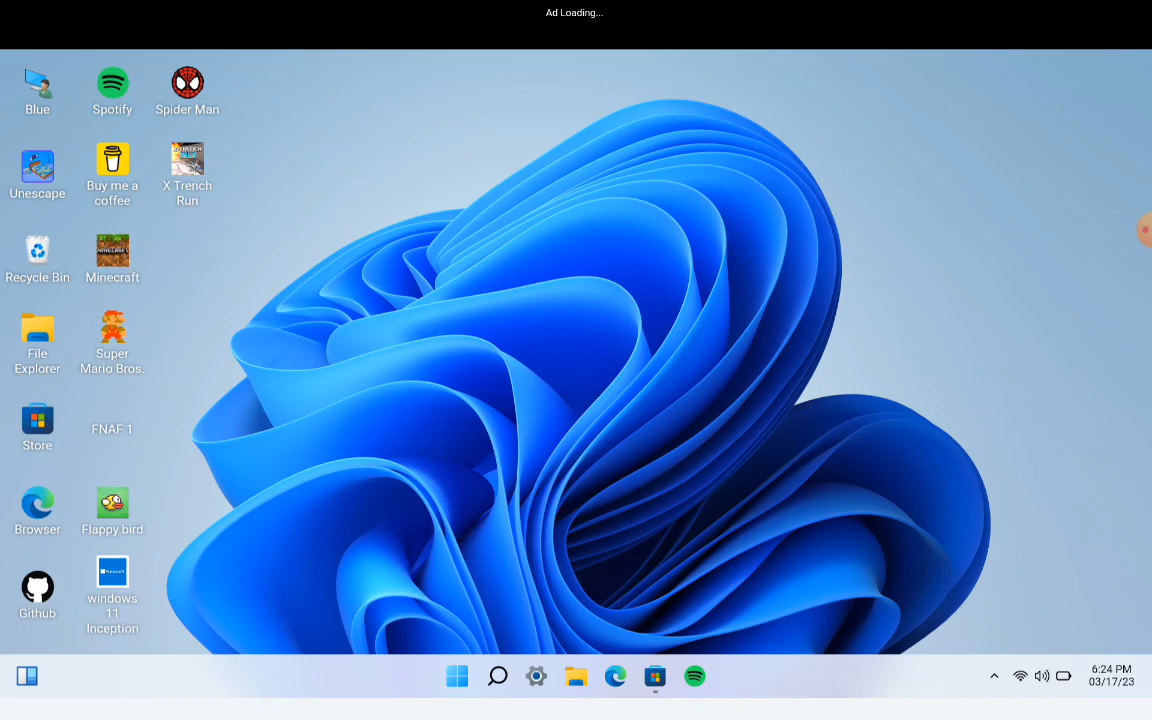 Ad Loading...
Blue
Spotify
Spider Man
Unescape
Buy me a
coffee
X Trench
Run
Recycle Bin
MINECRAFT
Minecraft
File
Explorer
Super
Mario Bros.
Store
FNAF 1
Browser
Flappy bird
Github
windows
11
Inception
6:24 PM
03/17/23